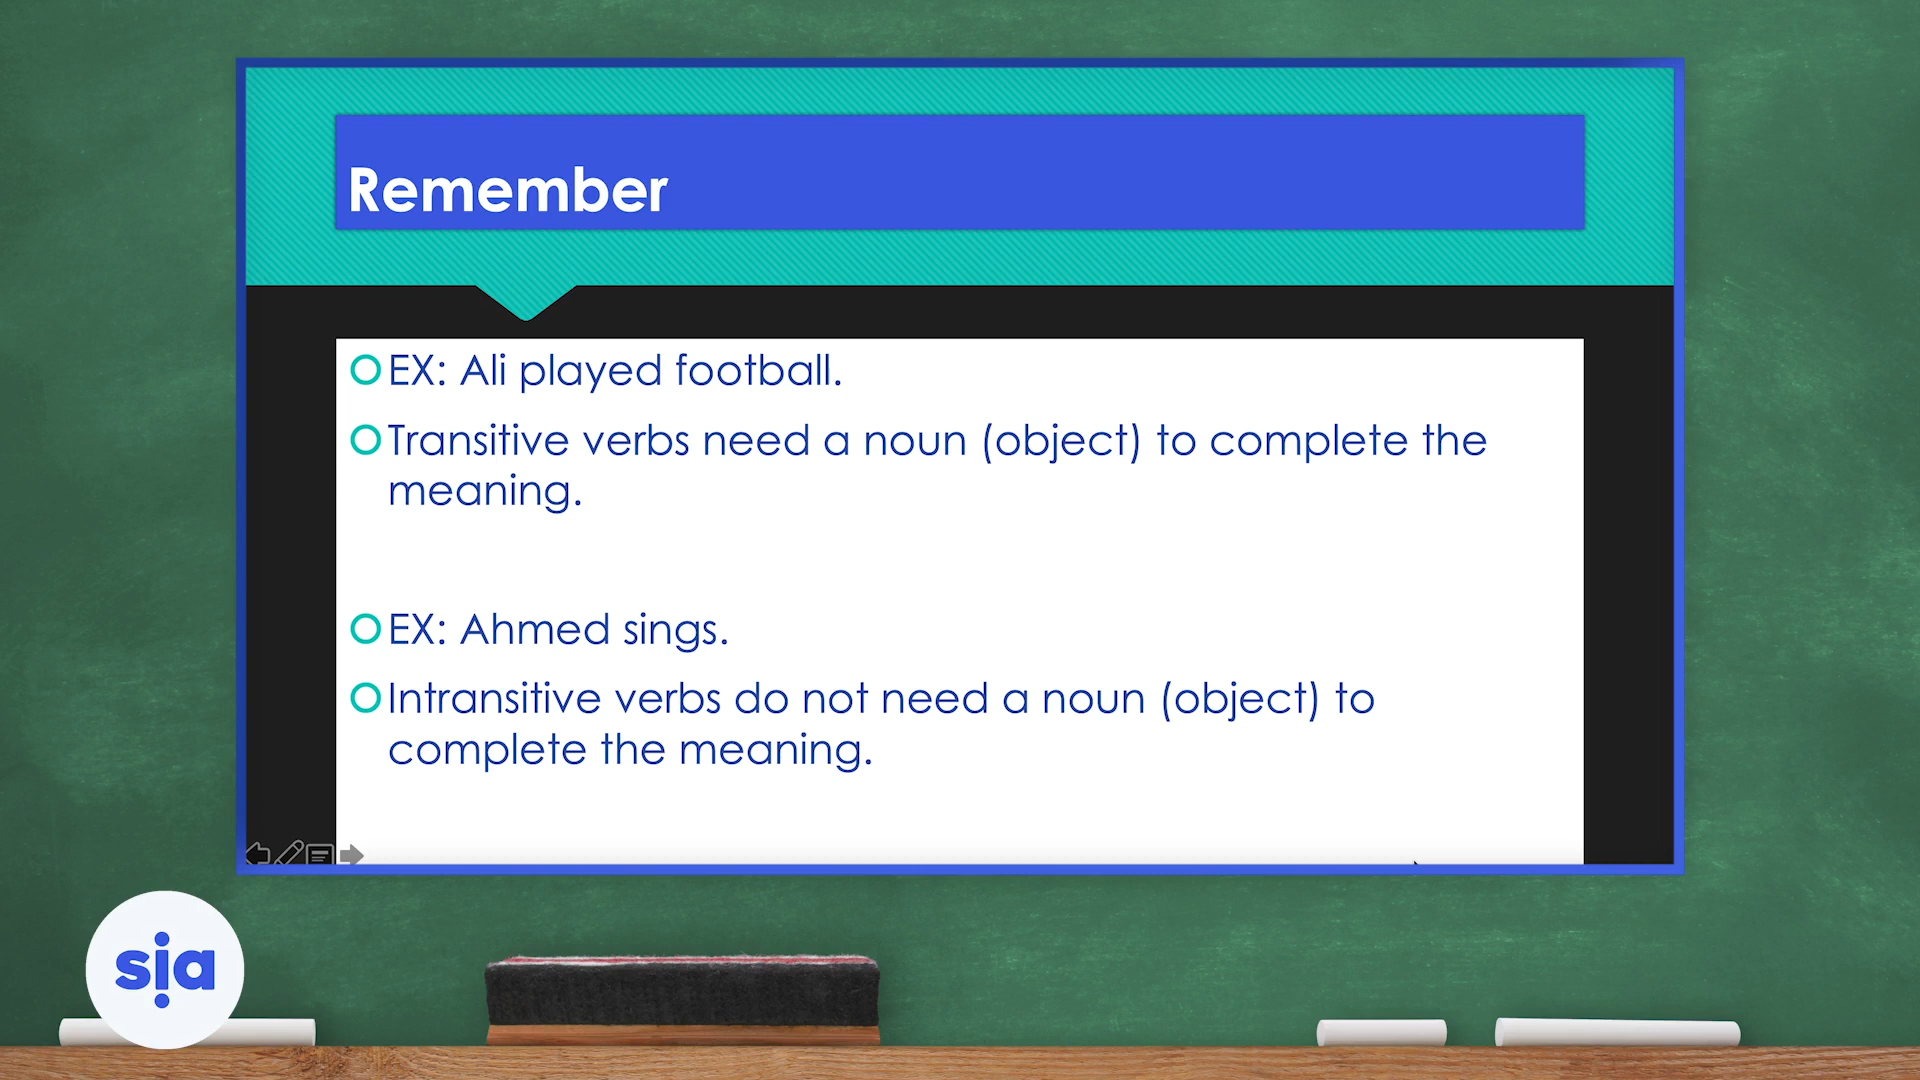 Remember
EX: Ali played football.
Transitive verbs need a noun (object) to complete the
meaning.
EX: Ahmed sings.
Intransitive verbs do not need a noun (object) to
complete the meaning.
sia